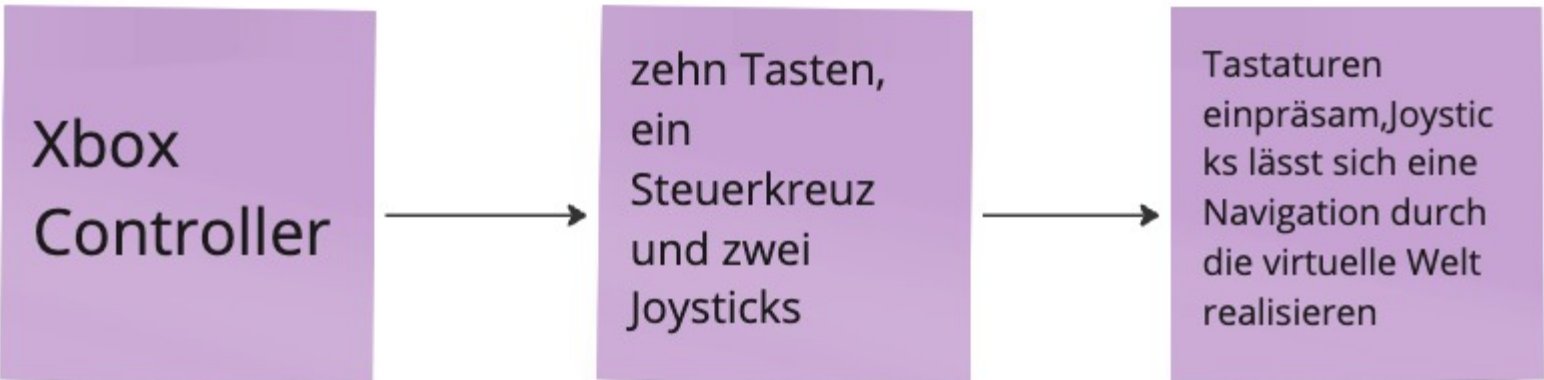 Xbox
Controller
zehn Tasten,
ein
Steuerkreuz
und zwei
Joysticks
Tastaturen
einpräsam,Joystic
ks lässt sich eine
Navigation durch
die virtuelle Welt
realisieren